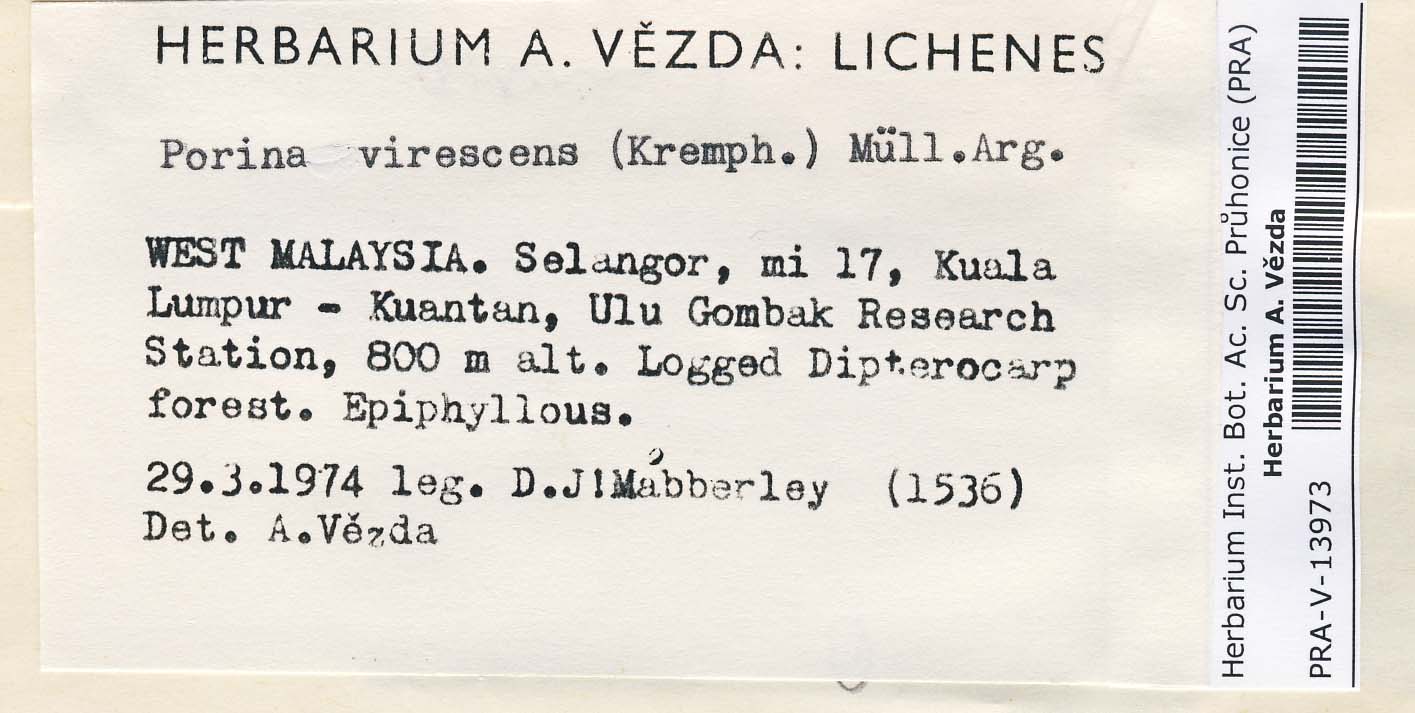 HERBARIUM A. VĚZDA: LICHENES
Porina virescens (Kremph.) Müll.Arg.
WEST MALAYSIA. Selangor, mi 17, Kuala
Lumpur - Kuantan, Ulu Gombak Research
Station, 800 m alt. Logged Dipterocarp
forest. Epiphyllous.
29.3.1974 leg. D.J!Mabberley (1536)
Det. A.Vězda
Herbarium Inst. Bot. Ac. Sc. Průhonice (PRA)
Herbarium A. Vězda
PRA-V-13973